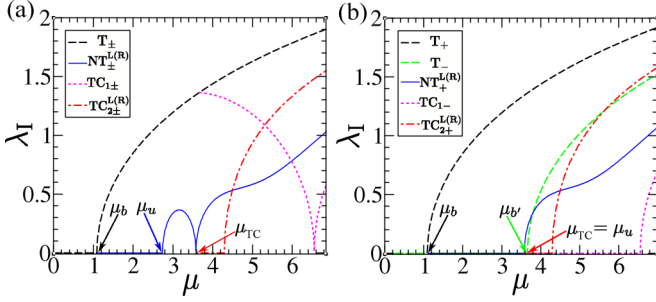 (a)
2
1.5
1
0.5
0
λI
T±
NT±L(R)
TC1±
TC2±L(R)
μb
μu
μTC
0 1 2 3 4 5 6
μ
(b)
2
1.5
1
0.5
0
λI
T+
T−
NT+L(R)
TC1−
TC2+L(R)
μb
μb′
μTC= μu
0 1 2 3 4 5 6
μ